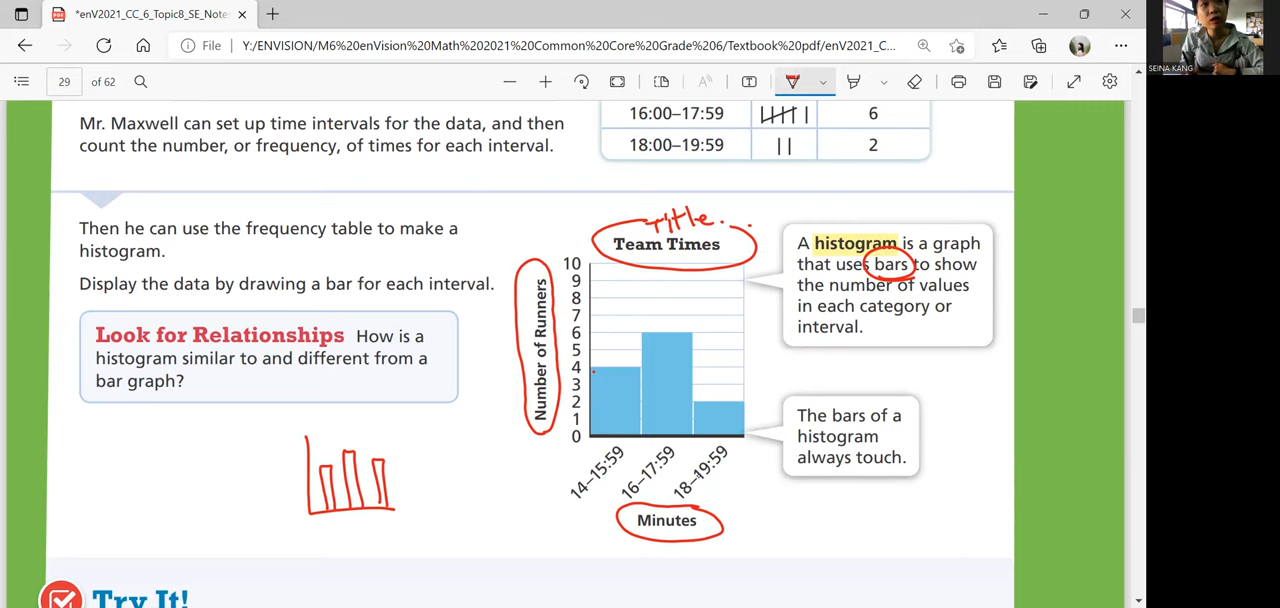 *enV2021_CC_6_Topic8_SE_Note
File
Y:/ENVISION/M6%20enVision%20Math%202021%20Common%20Core%20Grade%206/Textbook%20pdf/enV2021_C...
29
of 62
SEINA KANG
Mr. Maxwell can set up time intervals for the data, and then
count the number, or frequency, of times for each interval.
16:00–17:59
6
18:00–19:59
2
Then he can use the frequency table to make a
histogram.
Display the data by drawing a bar for each interval.
Look for Relationships How is a
histogram similar to and different from a
bar graph?
Title
Team Times
Number of Runners
10
9
8
7
6
5
4
3
2
1
0
14–15:59
16–17:59
18–19:59
Minutes
A histogram is a graph
that uses bars to show
the number of values
in each category or
interval.
The bars of a
histogram
always touch.
Try It!